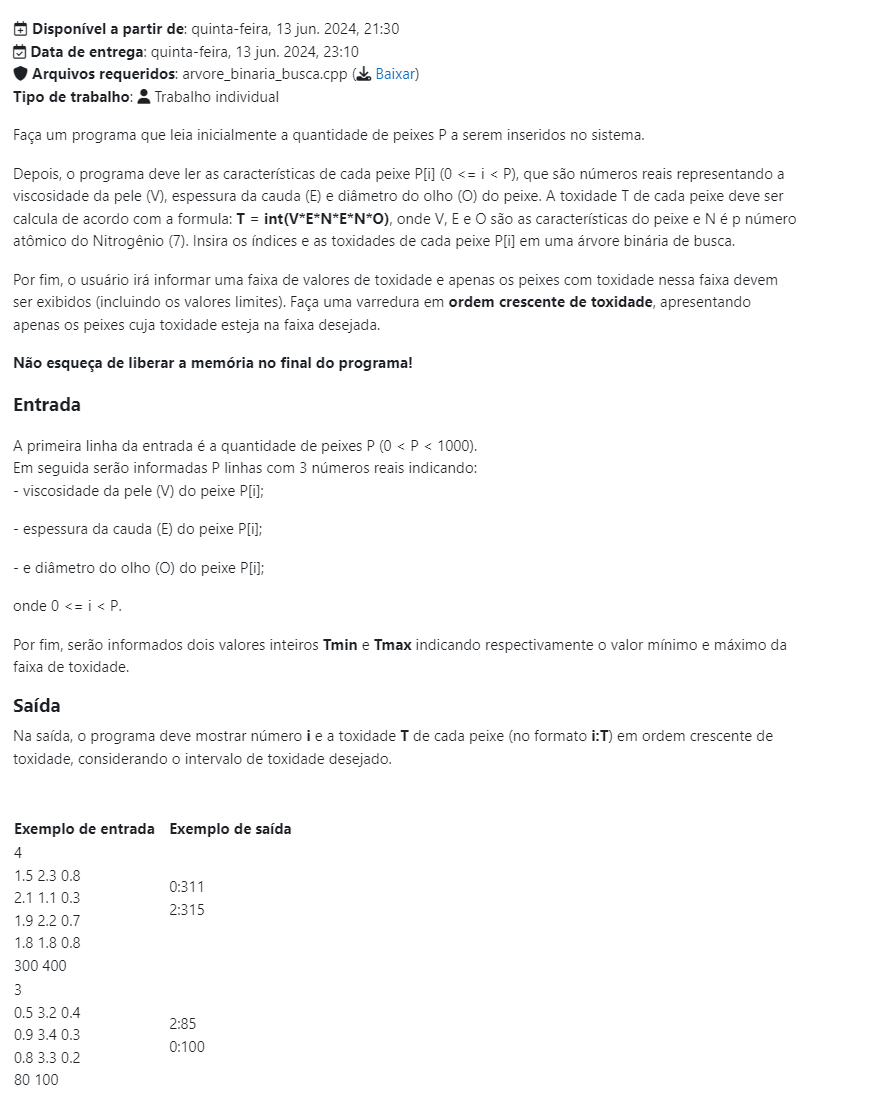 Disponível a partir de: quinta-feira, 13 jun. 2024, 21:30
Data de entrega: quinta-feira, 13 jun. 2024, 23:10
Arquivos requeridos: arvore_binaria_busca.cpp (Baixar)
Tipo de trabalho: Trabalho individual
Faça um programa que leia inicialmente a quantidade de peixes P a serem inseridos no sistema.
Depois, o programa deve ler as características de cada peixe P[i] (0 <= i < P), que são números reais representando a
viscosidade da pele (V), espessura da cauda (E) e diâmetro do olho (O) do peixe. A toxidade T de cada peixe deve ser
calcula de acordo com a formula: T = int(V*E*N*E*N*O), onde V, E e O são as características do peixe e N é p número
atômico do Nitrogênio (7). Insira os índices e as toxidades de cada peixe P[i] em uma árvore binária de busca.
Por fim, o usuário irá informar uma faixa de valores de toxidade e apenas os peixes com toxidade nessa faixa devem
ser exibidos (incluindo os valores limites). Faça uma varredura em ordem crescente de toxidade, apresentando
apenas os peixes cuja toxidade esteja na faixa desejada.
Não esqueça de liberar a memória no final do programa!
Entrada
A primeira linha da entrada é a quantidade de peixes P (0 < P < 1000).
Em seguida serão informadas P linhas com 3 números reais indicando:
- viscosidade da pele (V) do peixe P[i];
- espessura da cauda (E) do peixe P[i];
- e diâmetro do olho (O) do peixe P[i];
onde 0 <= i < P.
Por fim, serão informados dois valores inteiros Tmin e Tmax indicando respectivamente o valor mínimo e máximo da
faixa de toxidade.
Saída
Na saída, o programa deve mostrar número i e a toxidade T de cada peixe (no formato i:T) em ordem crescente de
toxidade, considerando o intervalo de toxidade desejado.
Exemplo de entrada Exemplo de saída
4
1.5 2.3 0.8
2.1 1.1 0.3
1.9 2.2 0.7
1.8 1.8 0.8
300 400
0:311
2:315
3
0.5 3.2 0.4
0.9 3.4 0.3
0.8 3.3 0.2
80 100
2:85
0:100